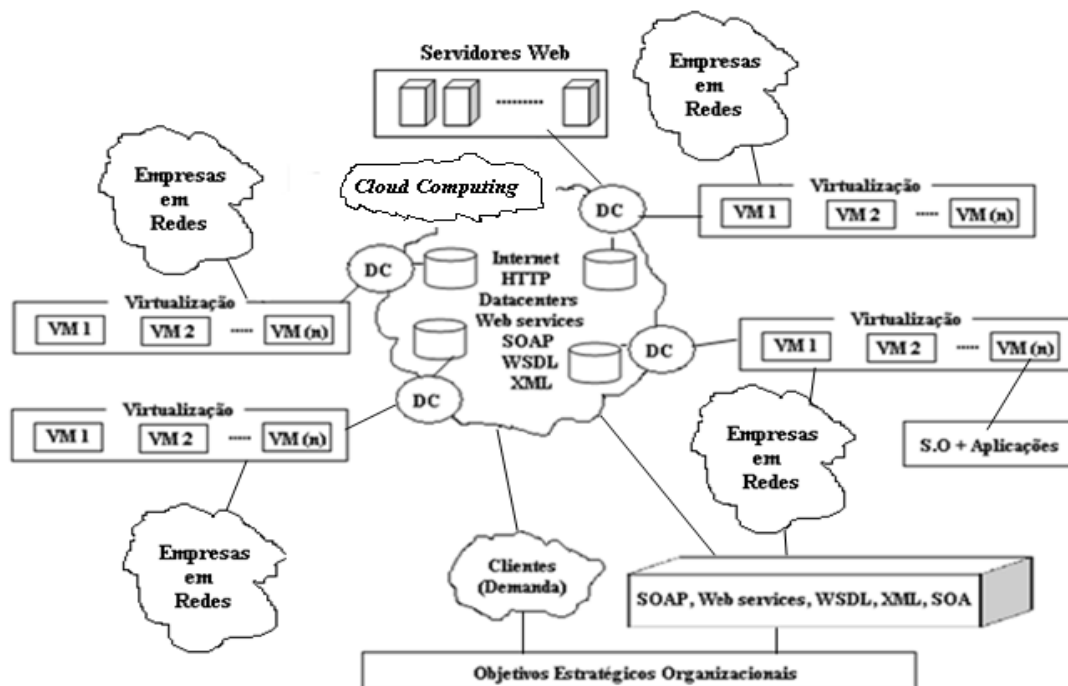 Servidores Web
Empresas
em
Redes
Empresas
em
Redes
Cloud Computing
Virtualização
DC
VM 1
VM 2
.....
VM (n)
Internet
HTTP
Datacenters
Web services
SOAP
WSDL
XML
DC
Virtualização
VM 1
VM 2
.....
VM (n)
Virtualização
VM 1
VM 2
.....
VM (n)
DC
DC
Virtualização
VM 1
VM 2
.....
VM (n)
Empresas
em
Redes
S.O + Aplicações
Empresas
em
Redes
Clientes
(Demanda)
SOAP, Web services, WSDL, XML, SOA
Objetivos Estratégicos Organizacionais